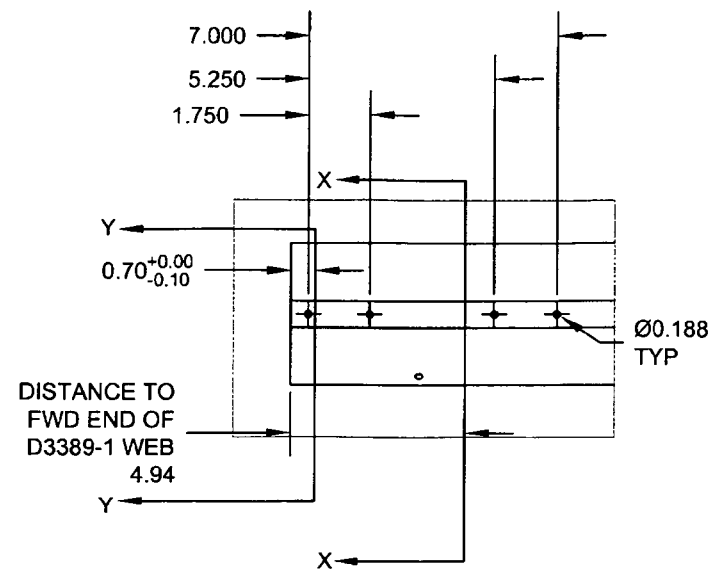 7.000
5.250
1.750
X
Y
0.70 +0.00
-0.10
Ø0.188
TYP
DISTANCE TO
FWD END OF
D3389-1 WEB
4.94
Y
X